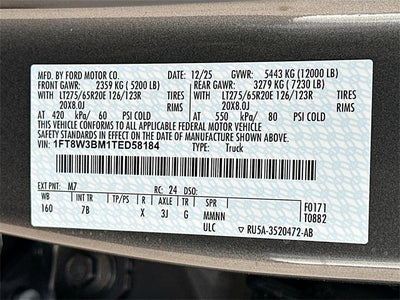 MFD. BY FORD MOTOR CO. 12/25 GVWR: 5443 KG (12000 LB)
FRONT GAWR: 2359 KG ( 5200 LB) REAR GAWR: 3279 KG ( 7230 LB)
LT275/65R20E 126/123R TIRES LT275/65R20E 126/123R TIRES
20X8.0J RIMS 20X8.0J RIMS
AT 420 kPa/ 60 PSI COLD AT 550 kPa/ 80 PSI COLD
THIS VEHICLE CONFORMS TO ALL APPLICABLE FEDERAL MOTOR VEHICLE
SAFETY STANDARDS IN EFFECT ON THE DATE OF MANUFACTURE SHOWN ABOVE.
VIN: 1FT8W3BM1TED58184 TYPE: Truck
EXT PNT: M7 RC: 24 DSO:
WB INT TR TP/PS R AXLE TR SPR F0171
160 7B X 3J G MMNN T0882
ULC ▽ RU5A-3520472-AB